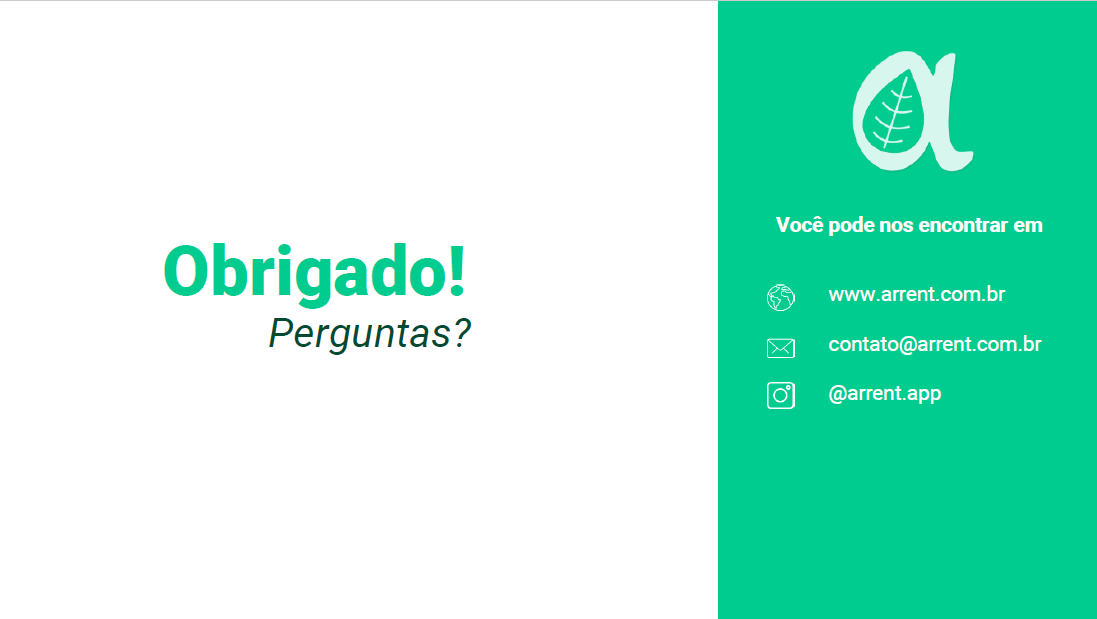 Obrigado!
Perguntas?
a
Você pode nos encontrar em
www.arrent.com.br
contato@arrent.com.br
@arrent.app